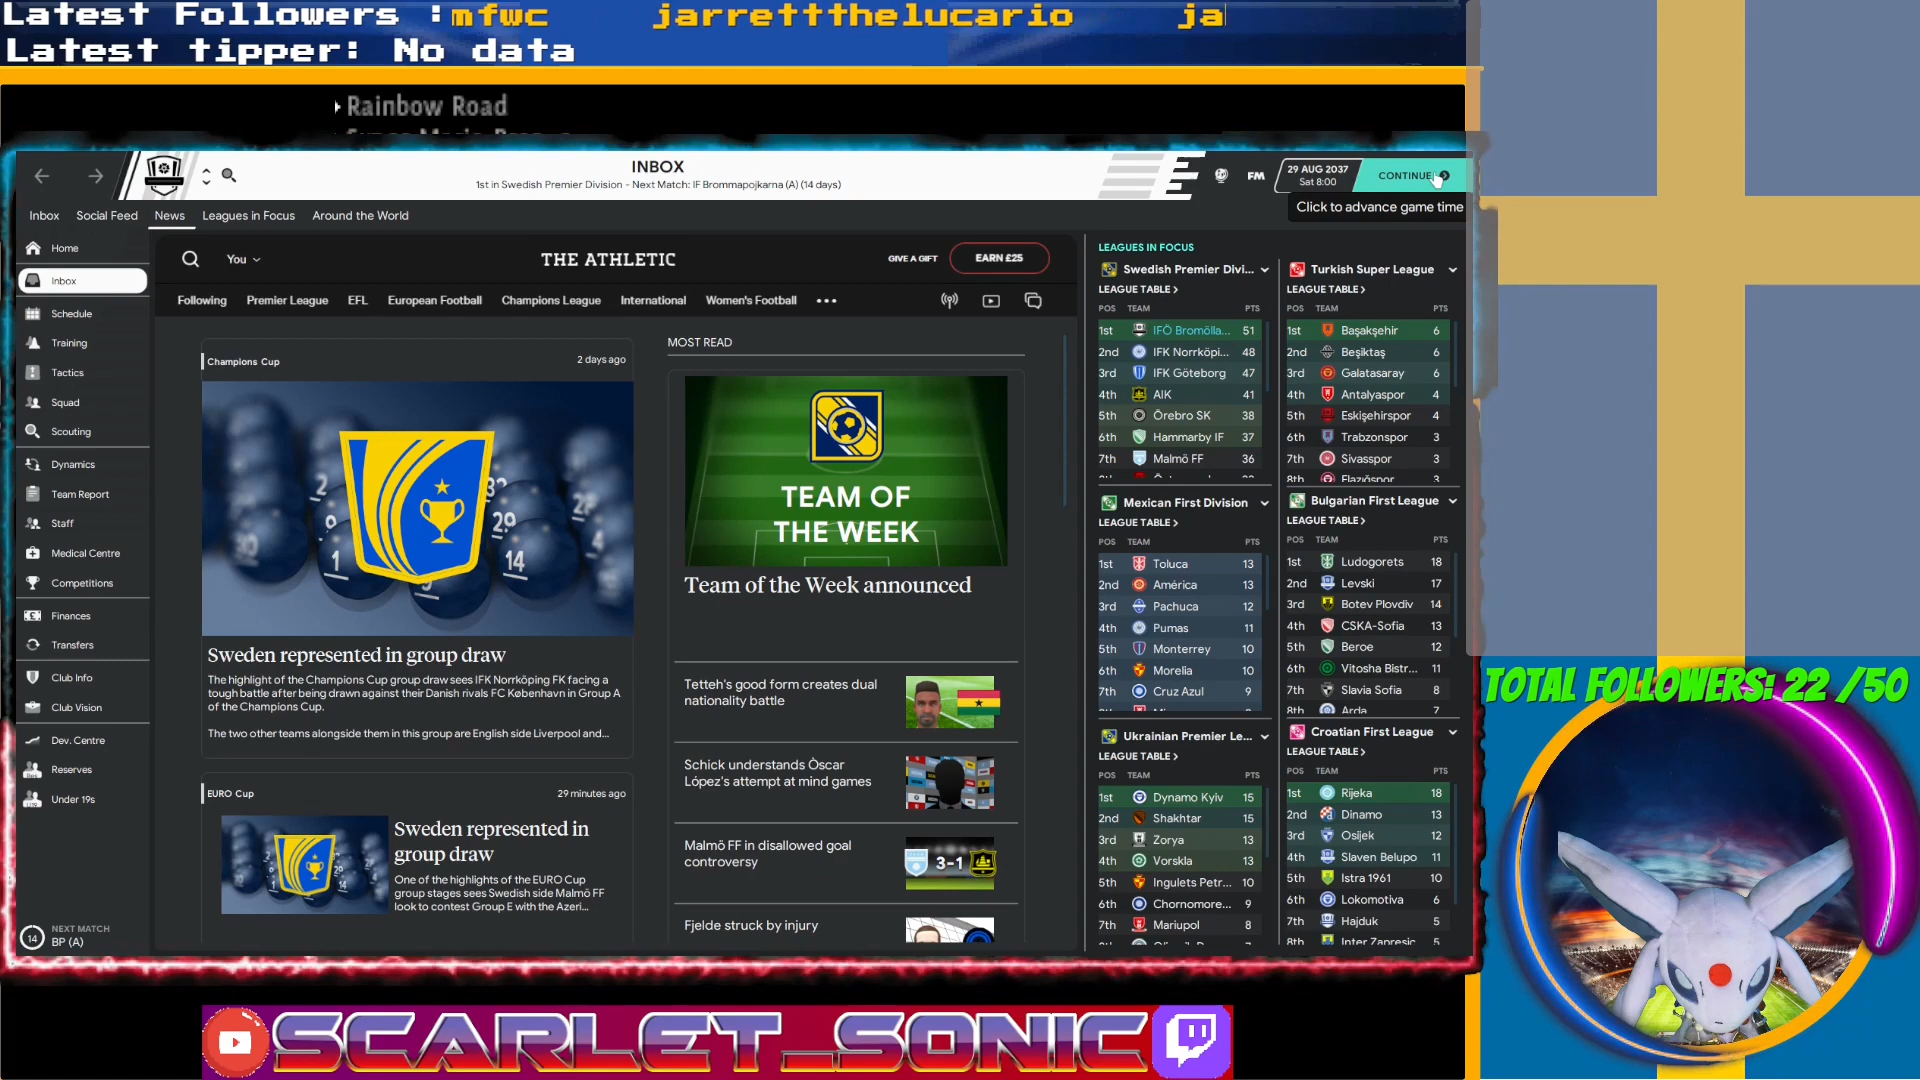 Latest Followers :mfwc jarrettthelucario ja
Latest tipper: No data
Rainbow Road
INBOX
1st in Swedish Premier Division - Next Match: IF Brommapojkarna (A) (14 days)
FM
29 AUG 2037
Sat 8:00
CONTINUE
Click to advance game time
Inbox Social Feed News Leagues in Focus Around the World
Home
Inbox
Schedule
Training
Tactics
Squad
Scouting
Dynamics
Team Report
Staff
Medical Centre
Competitions
Finances
Transfers
Club Info
Club Vision
Dev. Centre
Reserves
Under 19s
14
NEXT MATCH
BP (A)
You
THE ATHLETIC
GIVE A GIFT
EARN £25
Following Premier League EFL European Football Champions League International Women's Football
Champions Cup
2 days ago
Sweden represented in group draw
The highlight of the Champions Cup group draw sees IFK Norrköping FK facing a
tough battle after being drawn against their Danish rivals FC København in Group A
of the Champions Cup.
The two other teams alongside them in this group are English side Liverpool and...
EURO Cup
29 minutes ago
Sweden represented in
group draw
One of the highlights of the EURO Cup
group stages sees Swedish side Malmö FF
look to contest Group E with the Azeri...
MOST READ
TEAM OF
THE WEEK
Team of the Week announced
Tetteh's good form creates dual
nationality battle
Schick understands Òscar
López's attempt at mind games
Malmö FF in disallowed goal
controversy
3-1
Fjelde struck by injury
LEAGUES IN FOCUS
Swedish Premier Divi...
LEAGUE TABLE >
POS TEAM PTS
1st IFÖ Bromölla... 51
2nd IFK Norrköpi... 48
3rd IFK Göteborg 47
4th AIK 41
5th Örebro SK 38
6th Hammarby IF 37
7th Malmö FF 36
Turkish Super League
LEAGUE TABLE >
POS TEAM PTS
1st Başakşehir 6
2nd Beşiktaş 6
3rd Galatasaray 6
4th Antalyaspor 4
5th Eskişehirspor 4
6th Trabzonspor 3
7th Sivasspor 3
8th Elazığspor 3
Mexican First Division
LEAGUE TABLE >
POS TEAM PTS
1st Toluca 13
2nd América 13
3rd Pachuca 12
4th Pumas 11
5th Monterrey 10
6th Morelia 10
7th Cruz Azul 9
Bulgarian First League
LEAGUE TABLE >
POS TEAM PTS
1st Ludogorets 18
2nd Levski 17
3rd Botev Plovdiv 14
4th CSKA-Sofia 13
5th Beroe 12
6th Vitosha Bistr... 11
7th Slavia Sofia 8
8th Arda 7
Ukrainian Premier Le...
LEAGUE TABLE >
POS TEAM PTS
1st Dynamo Kyiv 15
2nd Shakhtar 15
3rd Zorya 13
4th Vorskla 13
5th Ingulets Petr... 10
6th Chornomore... 9
7th Mariupol 8
Croatian First League
LEAGUE TABLE >
POS TEAM PTS
1st Rijeka 18
2nd Dinamo 13
3rd Osijek 12
4th Slaven Belupo 11
5th Istra 1961 10
6th Lokomotiva 6
7th Hajduk 5
8th Inter Zapresic 5
TOTAL FOLLOWERS: 22 /50
SCARLET_SONIC